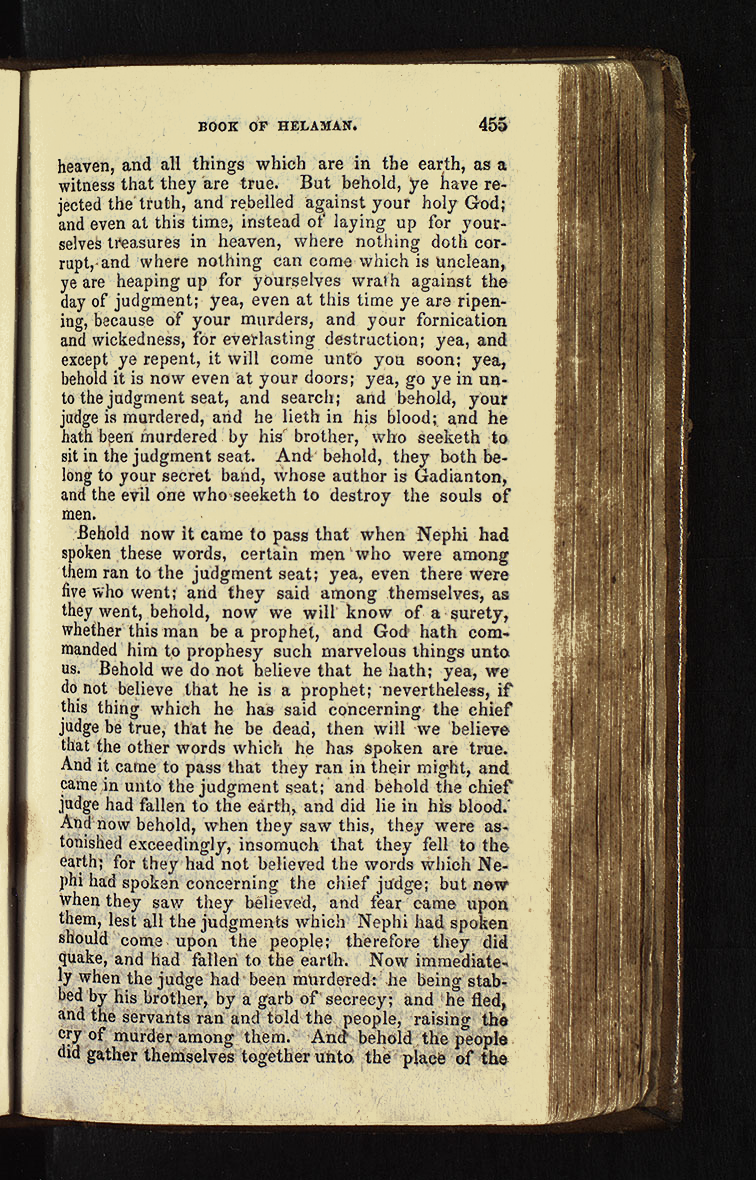 BOOK OF HELAMAN. 455
heaven, and all things which are in the earth, as a
witness that they are true. But behold, ye have re-
jected the truth, and rebelled against your holy God;
and even at this time, instead of laying up for your-
selves treasures in heaven, where nothing doth cor-
rupt, and where nothing can come which is unclean,
ye are heaping up for yourselves wrath against the
day of judgment; yea, even at this time ye are ripen-
ing, because of your murders, and your fornication
and wickedness, for everlasting destruction; yea, and
except ye repent, it will come unto you soon; yea,
behold it is now even at your doors; yea, go ye in un-
to the judgment seat, and search; and behold, your
judge is murdered, and he lieth in his blood; and he
hath been murdered by his brother, who seeketh to
sit in the judgment seat. And behold, they both be-
long to your secret band, whose author is Gadianton,
and the evil one who seeketh to destroy the souls of
men.
Behold now it came to pass that when Nephi had
spoken these words, certain men who were among
them ran to the judgment seat; yea, even there were
five who went; and they said among themselves, as
they went, behold, now we will know of a surety,
whether this man be a prophet, and God hath com-
manded him to prophesy such marvelous things unto
us. Behold we do not believe that he hath; yea, we
do not believe that he is a prophet; nevertheless, if
this thing which he has said concerning the chief
judge be true, that he be dead, then will we believe
that the other words which he has spoken are true.
And it came to pass that they ran in their might, and
came in unto the judgment seat; and behold the chief
judge had fallen to the earth, and did lie in his blood.
And now behold, when they saw this, they were as-
tonished exceedingly, insomuch that they fell to the
earth; for they had not believed the words which Ne-
phi had spoken concerning the chief judge; but now
when they saw they believed, and fear came upon
them, lest all the judgments which Nephi had spoken
should come upon the people; therefore they did
quake, and had fallen to the earth. Now immediate-
ly when the judge had been murdered: he being stab-
bed by his brother, by a garb of secrecy; and he fled,
and the servants ran and told the people, raising the
cry of murder among them. And behold the people
did gather themselves together unto the place of the